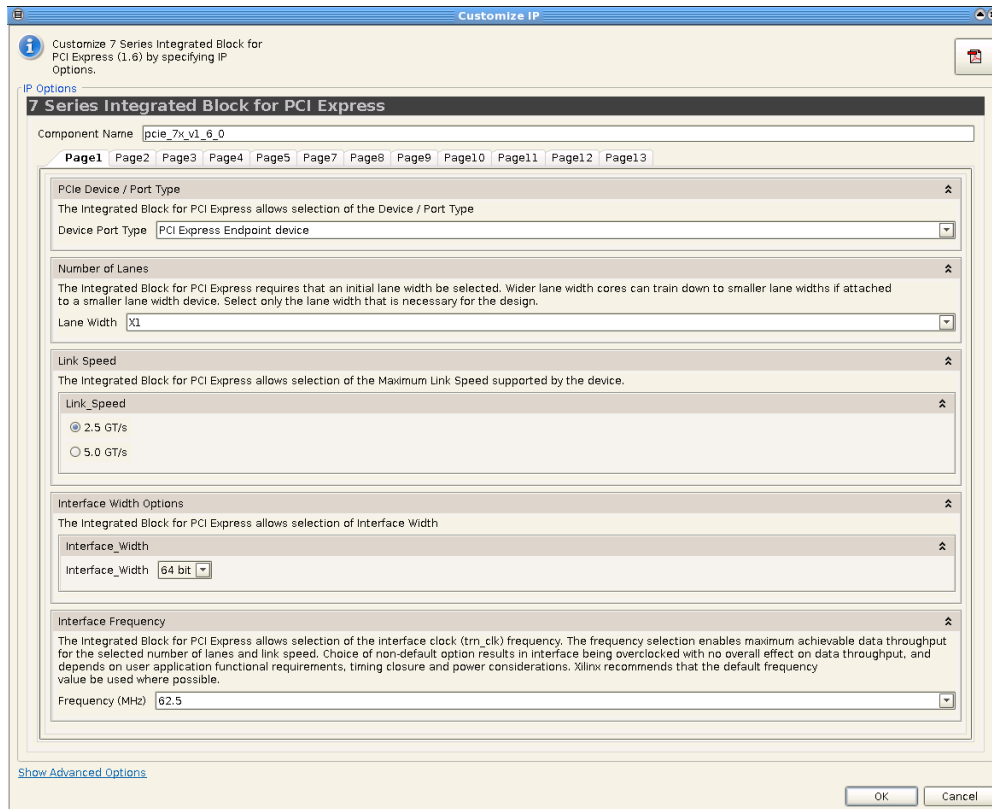 Customize IP
Customize 7 Series Integrated Block for
PCI Express (1.6) by specifying IP
Options.
IP Options
7 Series Integrated Block for PCI Express
Component Name pcie_7x_v1_6_0
Page1 Page2 Page3 Page4 Page5 Page7 Page8 Page9 Page10 Page11 Page12 Page13
PCIe Device / Port Type
The Integrated Block for PCI Express allows selection of the Device / Port Type
Device Port Type PCI Express Endpoint device
Number of Lanes
The Integrated Block for PCI Express requires that an initial lane width be selected. Wider lane width cores can train down to smaller lane widths if attached
to a smaller lane width device. Select only the lane width that is necessary for the design.
Lane Width X1
Link Speed
The Integrated Block for PCI Express allows selection of the Maximum Link Speed supported by the device.
Link_Speed
2.5 GT/s
5.0 GT/s
Interface Width Options
The Integrated Block for PCI Express allows selection of Interface Width
Interface_Width
Interface_Width 64 bit
Interface Frequency
The Integrated Block for PCI Express allows selection of the interface clock (trn_clk) frequency. The frequency selection enables maximum achievable data throughput
for the selected number of lanes and link speed. Choice of non-default option results in interface being overclocked with no overall effect on data throughput, and
depends on user application functional requirements, timing closure and power considerations. Xilinx recommends that the default frequency
value be used where possible.
Frequency (MHz) 62.5
Show Advanced Options
OK Cancel